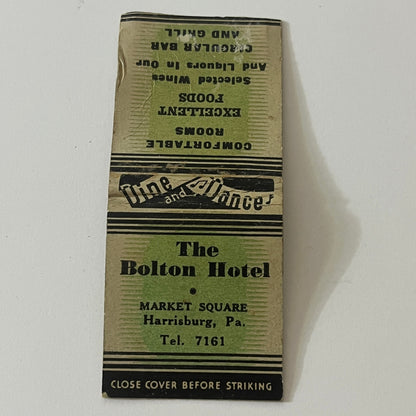 COMFORTABLE
ROOMS
EXCELLENT
FOODS
Selected Wines
And Liquors In Our
CIRCULAR BAR
AND GRILL
Dine and Dance
The
Bolton Hotel
MARKET SQUARE
Harrisburg, Pa.
Tel. 7161
CLOSE COVER BEFORE STRIKING